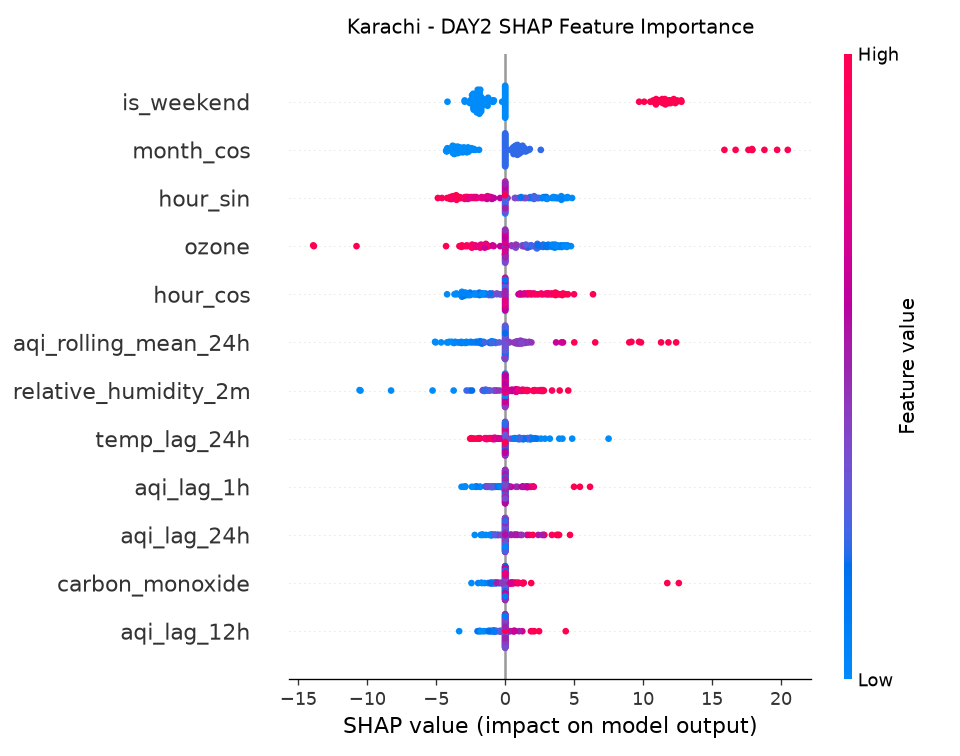 Karachi - DAY2 SHAP Feature Importance
High
is_weekend
month_cos
hour_sin
ozone
hour_cos
aqi_rolling_mean_24h
relative_humidity_2m
temp_lag_24h
aqi_lag_1h
aqi_lag_24h
carbon_monoxide
aqi_lag_12h
Feature value
Low
−15 −10 −5 0 5 10 15 20
SHAP value (impact on model output)